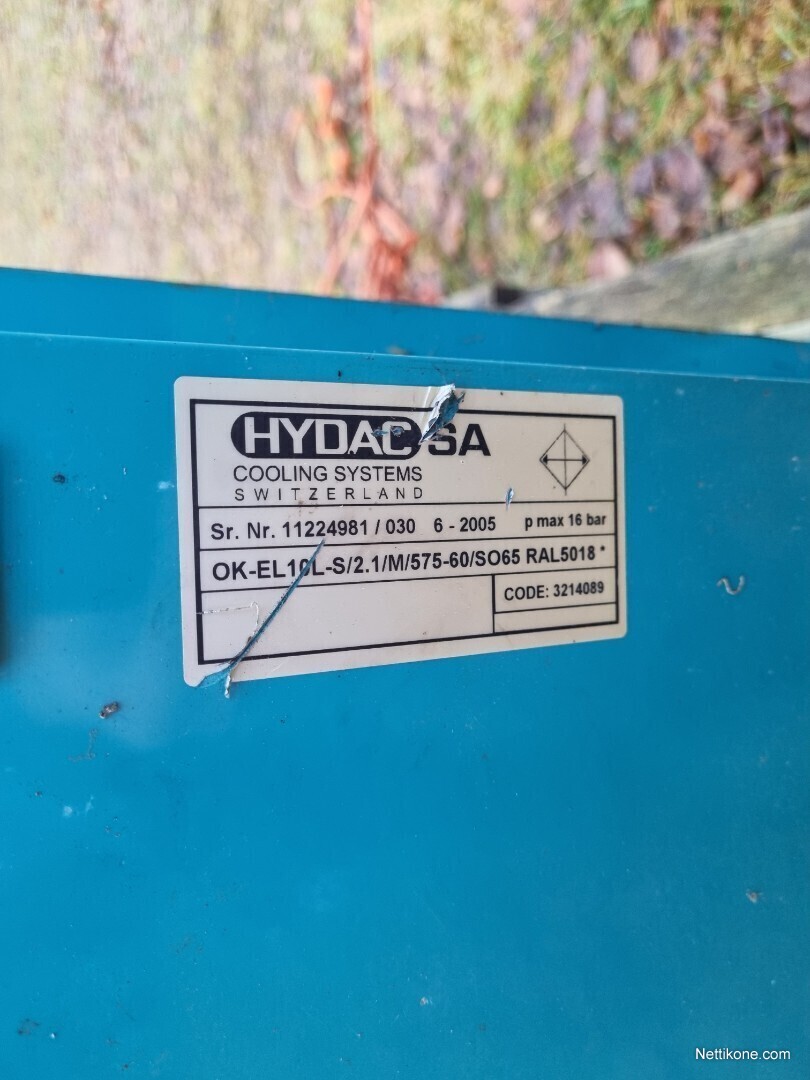 HYDAC SA
COOLING SYSTEMS
SWITZERLAND
Sr. Nr. 11224981 / 030 6 - 2005 p max 16 bar
OK-EL10L-S/2.1/M/575-60/SO65 RAL5018 *
CODE: 3214089
Nettikone.com